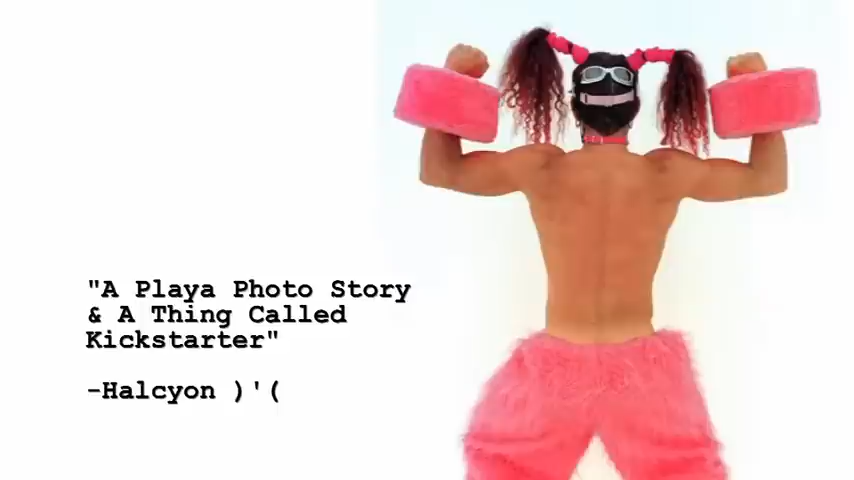 "A Playa Photo Story
& A Thing Called
Kickstarter"
-Halcyon )'(